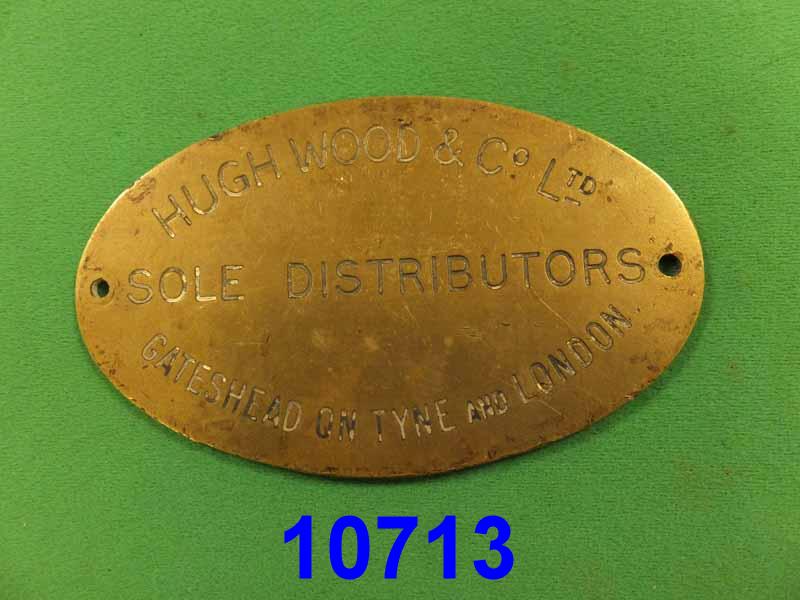 HUGH WOOD & Co LTD
SOLE DISTRIBUTORS
GATESHEAD ON TYNE AND LONDON
10713